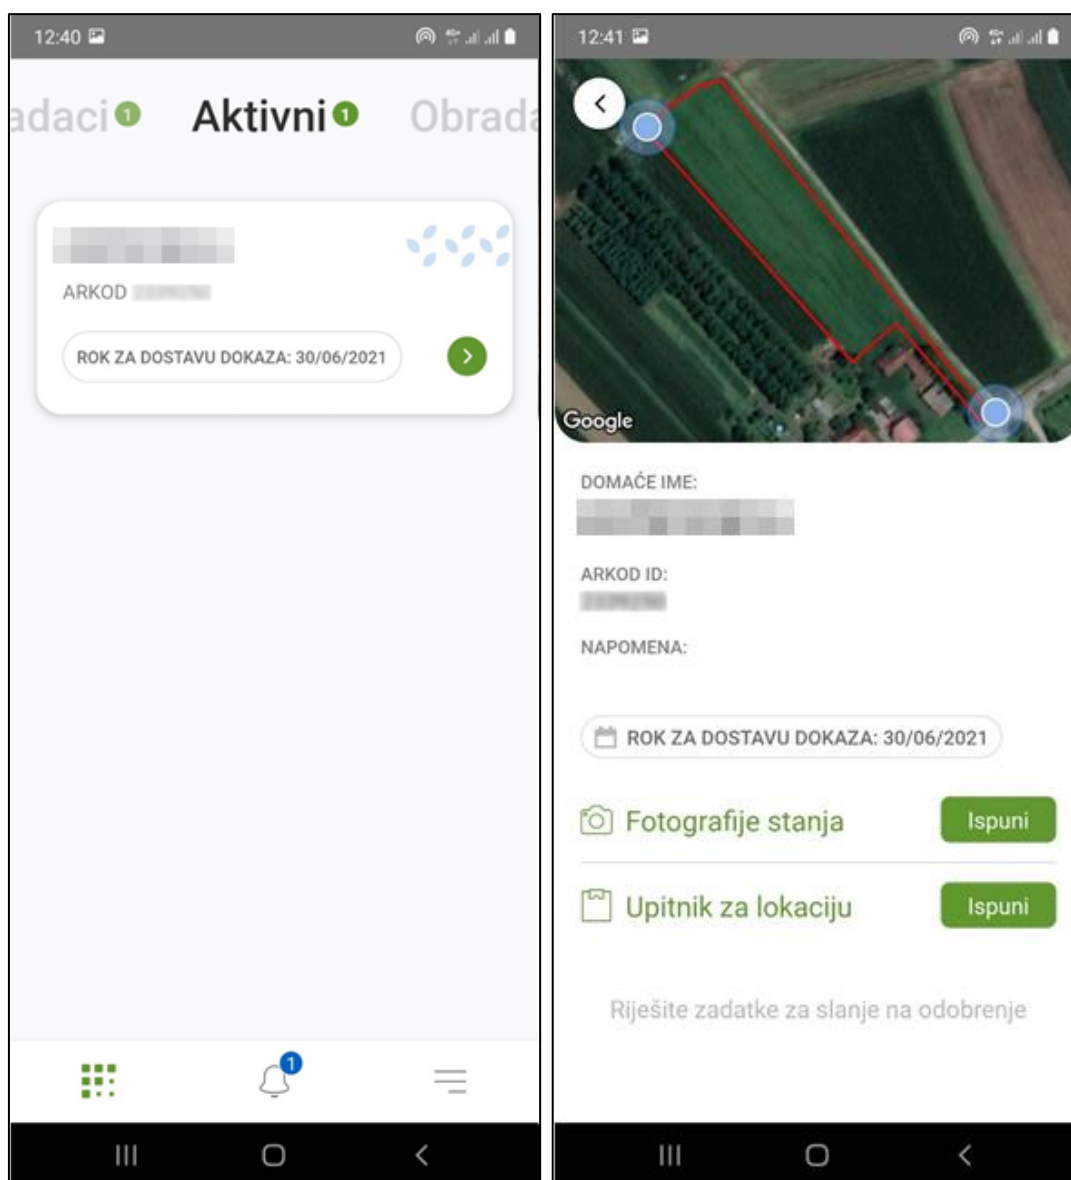 12:40
adaci 1 Aktivni 1 Obrada
ARKOD
ROK ZA DOSTAVU DOKAZA: 30/06/2021
1
12:41
Google
DOMAĆE IME:
ARKOD ID:
NAPOMENA:
ROK ZA DOSTAVU DOKAZA: 30/06/2021
Fotografije stanja Ispuni
Upitnik za lokaciju Ispuni
Riješite zadatke za slanje na odobrenje